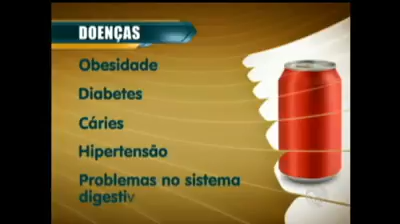 DOENÇAS
Obesidade
Diabetes
Cáries
Hipertensão
Problemas no sistema
digestiv